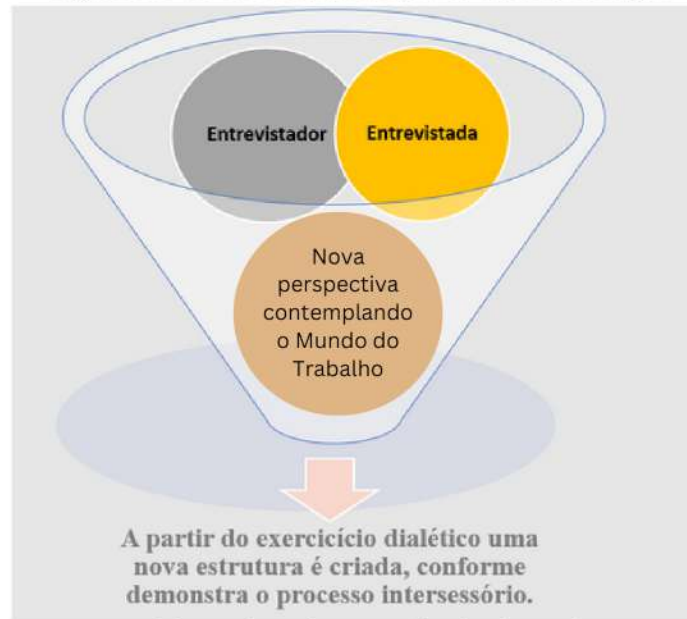 Entrevistador
Entrevistada
Nova
perspectiva
contemplando
o Mundo do
Trabalho
A partir do exercicício dialético uma
nova estrutura é criada, conforme
demonstra o processo intersessório.